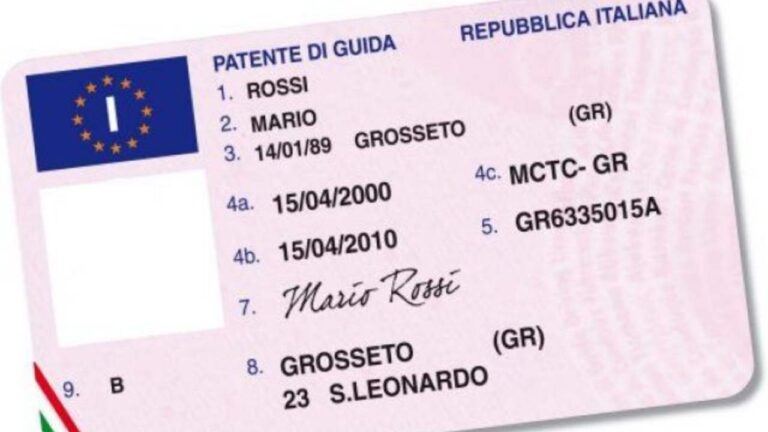 PATENTE DI GUIDA REPUBBLICA ITALIANA
I
1. ROSSI
2. MARIO
3. 14/01/89 GROSSETO (GR)
4a. 15/04/2000 4c. MCTC- GR
4b. 15/04/2010 5. GR6335015A
7. Mario Rossi
8. GROSSETO (GR)
23 S.LEONARDO
9. B